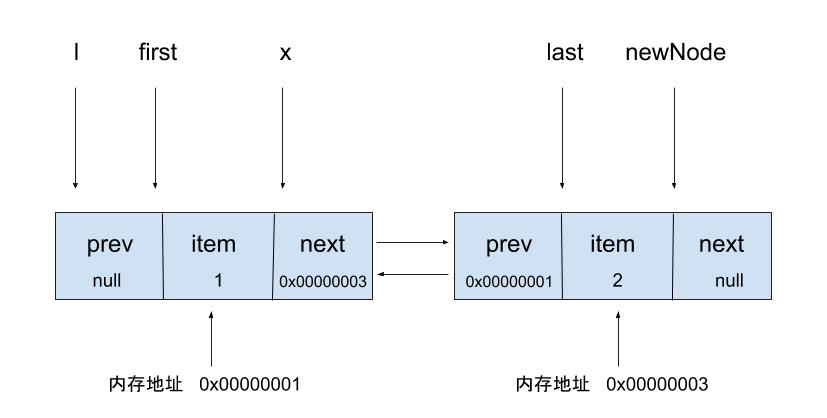 l first x last newNode
prev item next prev item next
null 1 0x00000003 0x00000001 2 null
内存地址 0x00000001 内存地址 0x00000003